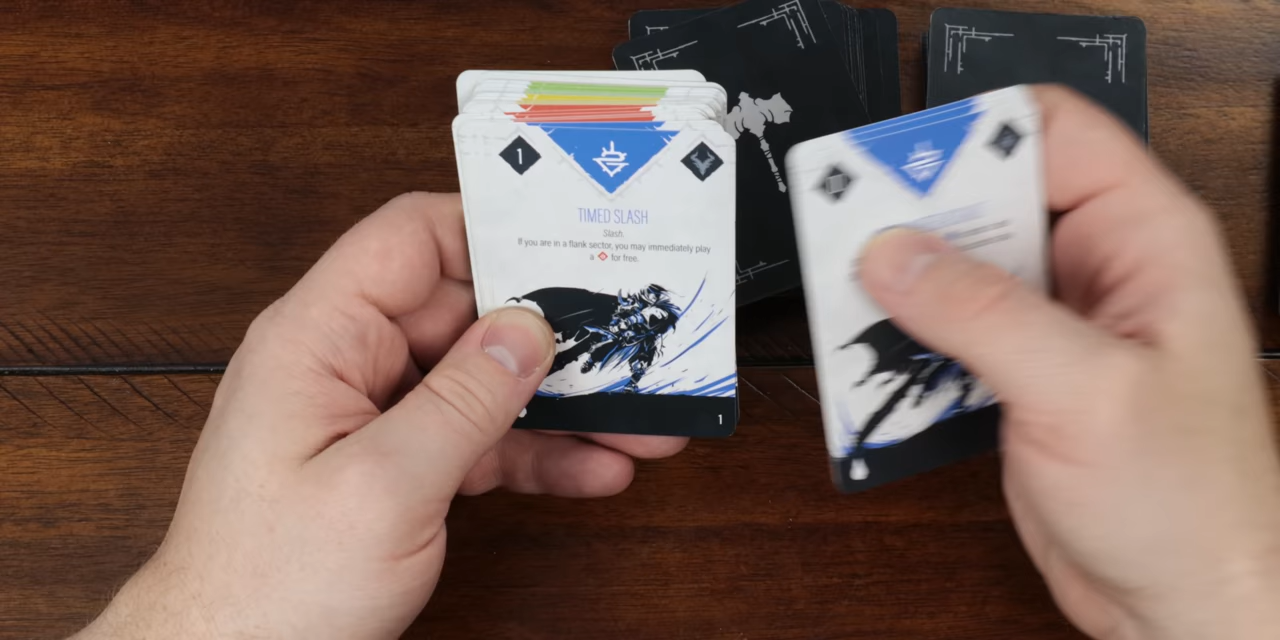 1
TIMED SLASH
Slash.
If you are in a flank sector, you may immediately play
a for free.
1